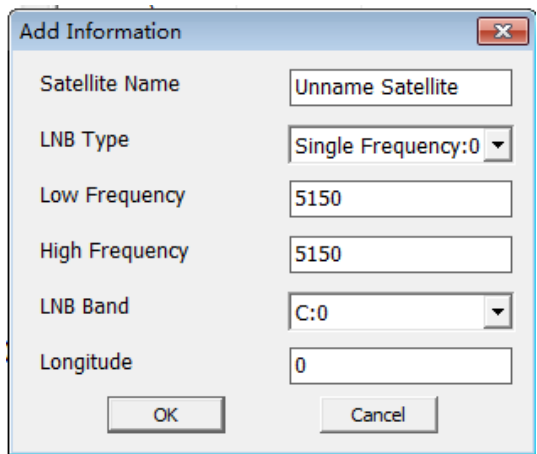 Add Information
Satellite Name Unname Satellite
LNB Type Single Frequency:0
Low Frequency 5150
High Frequency 5150
LNB Band C:0
Longitude 0
OK Cancel